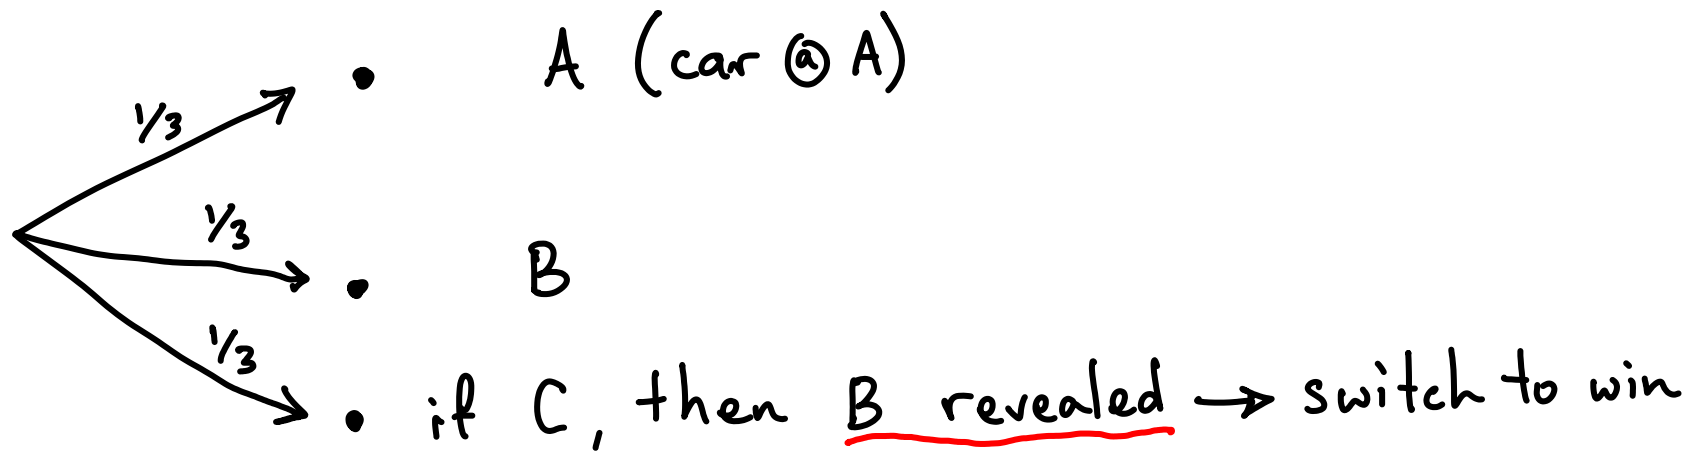 A (car @ A)
1/3
1/3
B
1/3
if C, then B revealed → switch to win